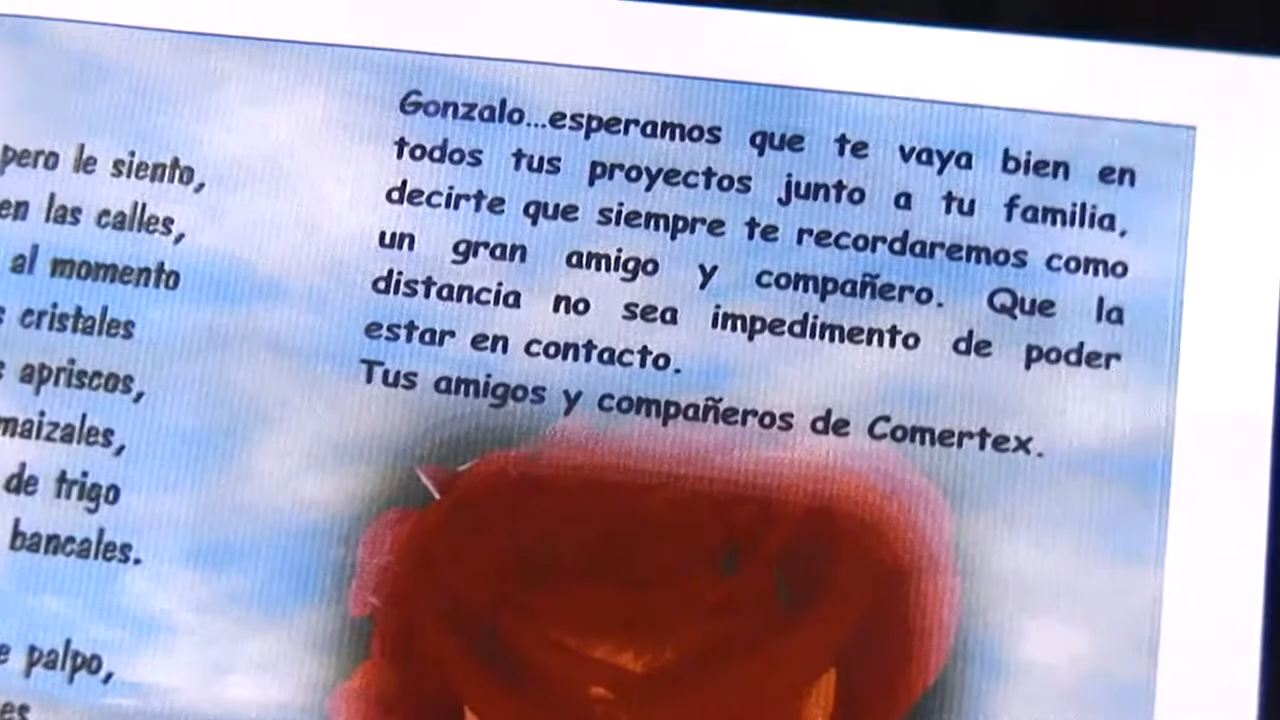 pero le siento,
en las calles,
al momento
cristales
apriscos,
maizales,
de trigo
bancales.
palpo,
Gonzalo...esperamos que te vaya bien en
todos tus proyectos junto a tu familia,
decirte que siempre te recordaremos como
un gran amigo y compañero. Que la
distancia no sea impedimento de poder
estar en contacto.
Tus amigos y compañeros de Comertex.